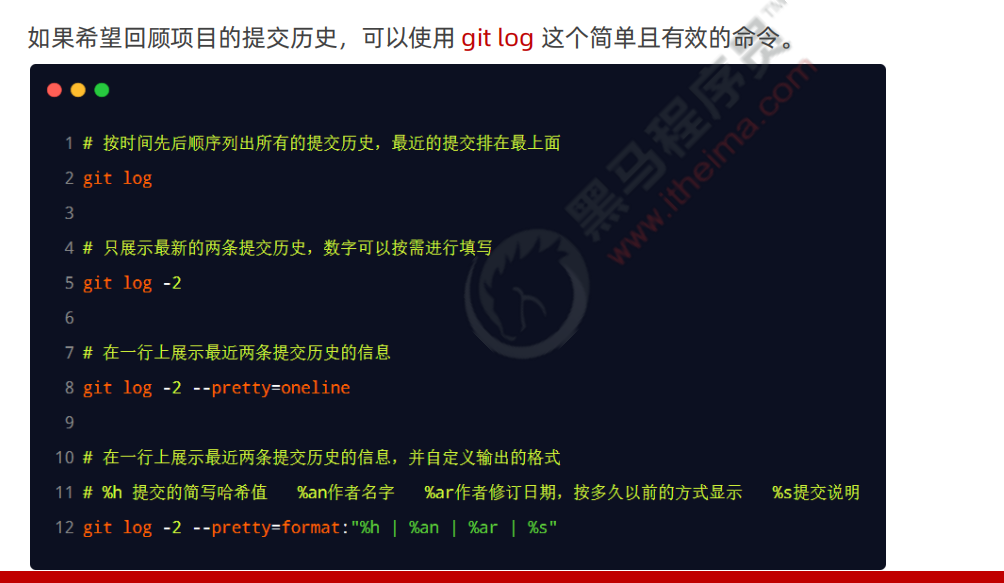 如果希望回顾项目的提交历史，可以使用 git log 这个简单且有效的命令。
1 # 按时间先后顺序列出所有的提交历史，最近的提交排在最上面
2 git log
3
4 # 只展示最新的两条提交历史，数字可以按需进行填写
5 git log -2
6
7 # 在一行上展示最近两条提交历史的信息
8 git log -2 --pretty=oneline
9
10 # 在一行上展示最近两条提交历史的信息，并自定义输出的格式
11 # %h 提交的简写哈希值   %an作者名字   %ar作者修订日期，按多久以前的方式显示   %s提交说明
12 git log -2 --pretty=format:"%h | %an | %ar | %s"
黑马程序员™
www.itheima.com